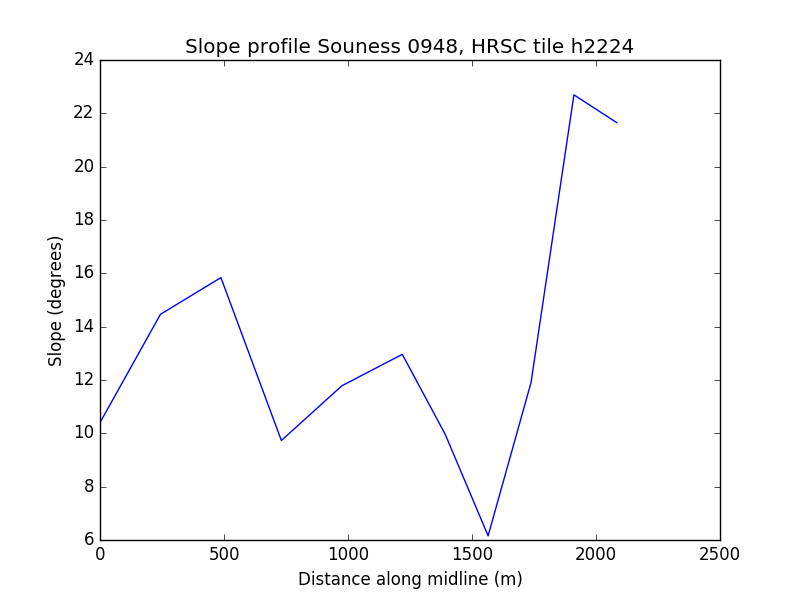 Slope profile Souness 0948, HRSC tile h2224
24
22
20
18
16
14
12
10
8
6
Slope (degrees)
0 500 1000 1500 2000 2500
Distance along midline (m)